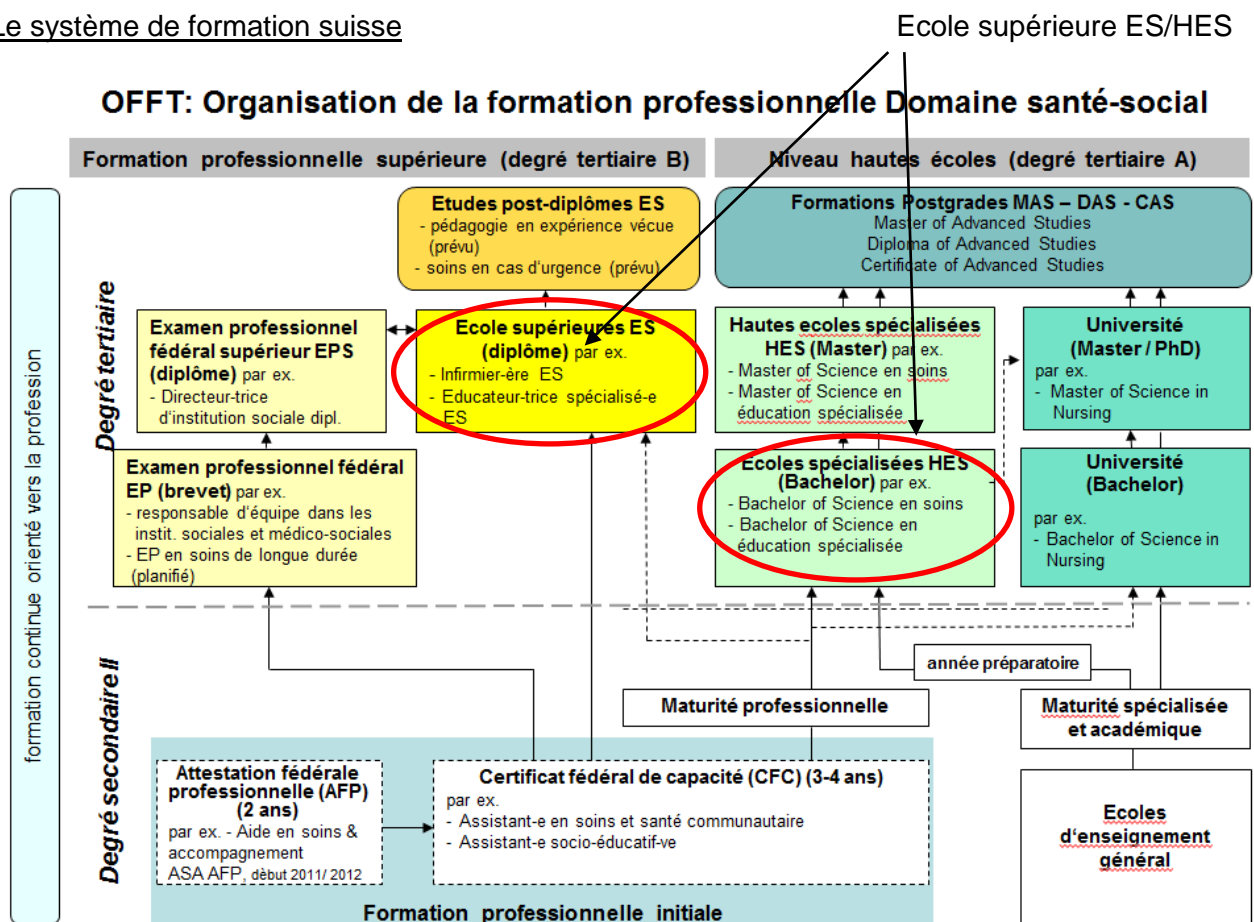 Le système de formation suisse
Ecole supérieure ES/HES
OFFT: Organisation de la formation professionnelle Domaine santé-social
Formation professionnelle supérieure (degré tertiaire B)
Niveau hautes écoles (degré tertiaire A)
formation continue orienté vers la profession
Degré tertiaire
Etudes post-diplômes ES
- pédagogie en expérience vécue
(prévu)
- soins en cas d'urgence (prévu)
Formations Postgrades MAS – DAS - CAS
Master of Advanced Studies
Diploma of Advanced Studies
Certificate of Advanced Studies
Examen professionnel
fédéral supérieur EPS
(diplôme) par ex.
- Directeur-trice
d'institution sociale dipl.
Ecole supérieures ES
(diplôme) par ex.
- Infirmier-ère ES
- Educateur-trice spécialisé-e
ES
Hautes ecoles spécialisées
HES (Master) par ex.
- Master of Science en soins
- Master of Science en
éducation spécialisée
Université
(Master / PhD)
par ex.
- Master of Science in
Nursing
Examen professionnel fédéral
EP (brevet) par ex.
- responsable d'équipe dans les
instit. sociales et médico-sociales
- EP en soins de longue durée
(planifié)
Ecoles spécialisées HES
(Bachelor) par ex.
- Bachelor of Science en soins
- Bachelor of Science en
éducation spécialisée
Université
(Bachelor)
par ex.
- Bachelor of Science in
Nursing
Degré secondaire II
année préparatoire
Maturité professionnelle
Maturité spécialisée
et académique
Attestation fédérale
professionnelle (AFP)
(2 ans)
par ex. - Aide en soins &
accompagnement
ASA AFP, dèbut 2011/ 2012
Certificat fédéral de capacité (CFC) (3-4 ans)
par ex.
- Assistant-e en soins et santé communautaire
- Assistant-e socio-éducatif-ve
Ecoles
d'enseignement
général
Formation professionnelle initiale